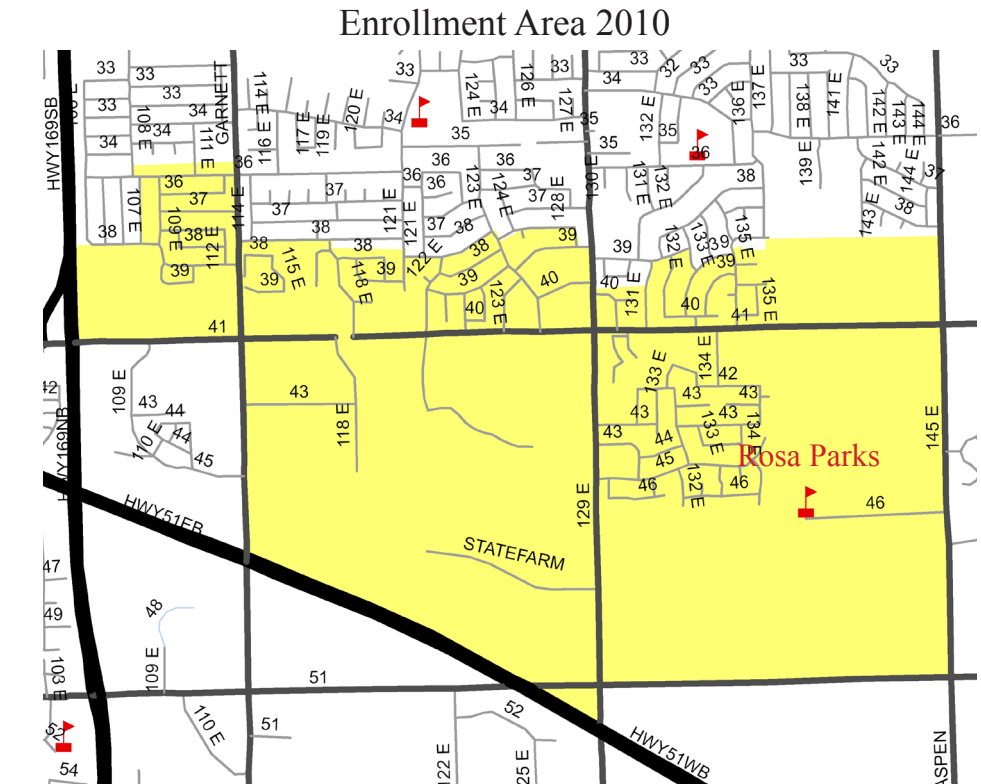 Enrollment Area 2010
33
33
33
33
33
32
33
33
33
33
HWY169SB
GARNETT
114 E
120 E
124 E
126 E
127 E
34
136 E
137 E
138 E
141 E
142 E
143 E
144 E
33
34
108 E
34
111 E
116 E
117 E
119 E
34
34
35
35
35
132 E
35
36
34
36
36
36
36
36
130 E
139 E
142 E
144 E
37
107 E
36
37
109 E
38
112 E
38
39
114 E
37
37
38
38
38
121 E
121 E
36
37
123 E
124 E
37
37
128 E
38
38
39
131 E
132 E
38
143 E
38
115 E
39
118 E
39
122 E
39
40
123 E
40
39
132 E
133 E
39
39
135 E
40
131 E
40
41
135 E
41
109 E
43
44
44
110 E
45
43
118 E
133 E
134 E
42
43
43
43
43
44
45
46
133 E
134 E
132 E
46
145 E
42
HWY169NB
Rosa Parks
46
HWY51EB
129 E
STATEFARM
47
48
49
103 E
109 E
51
52
110 E
51
52
54
HWY51WB